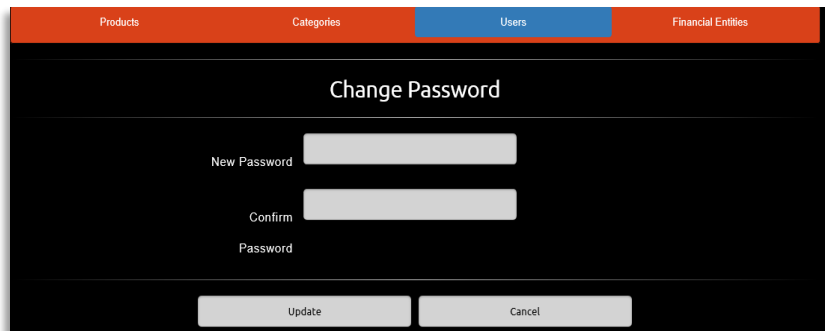 Products Categories Users Financial Entities
Change Password
New Password
Confirm
Password
Update Cancel